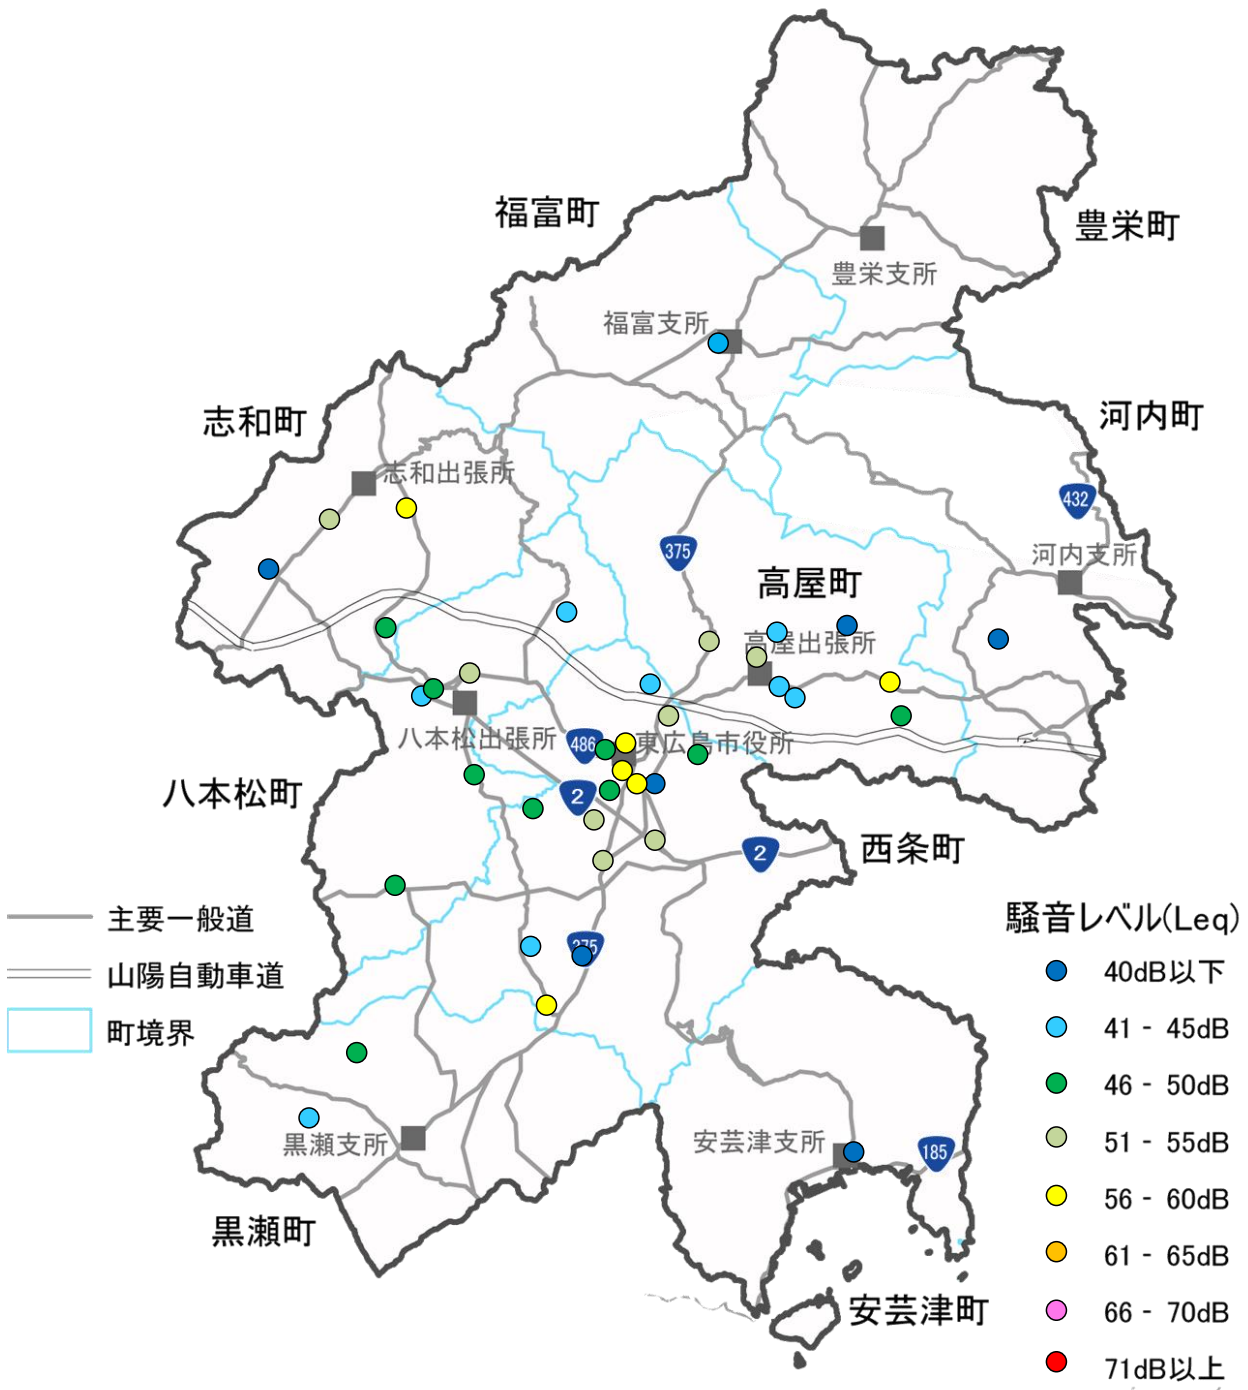 福富町
豊栄町
豊栄支所
福富支所
志和町
河内町
志和出張所
432
375
河内支所
高屋町
高屋出張所
八本松出張所
486
東広島市役所
八本松町
2
2
西条町
主要一般道
山陽自動車道
町境界
375
騒音レベル(Leq)
40dB以下
41 - 45dB
46 - 50dB
51 - 55dB
56 - 60dB
61 - 65dB
66 - 70dB
71dB以上
黒瀬支所
安芸津支所
185
黒瀬町
安芸津町